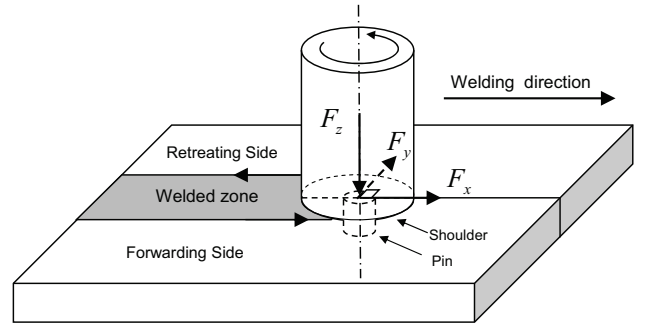 Welding direction
F_z
F_y
Retreating Side
Welded zone
F_x
Shoulder
Forwarding Side
Pin